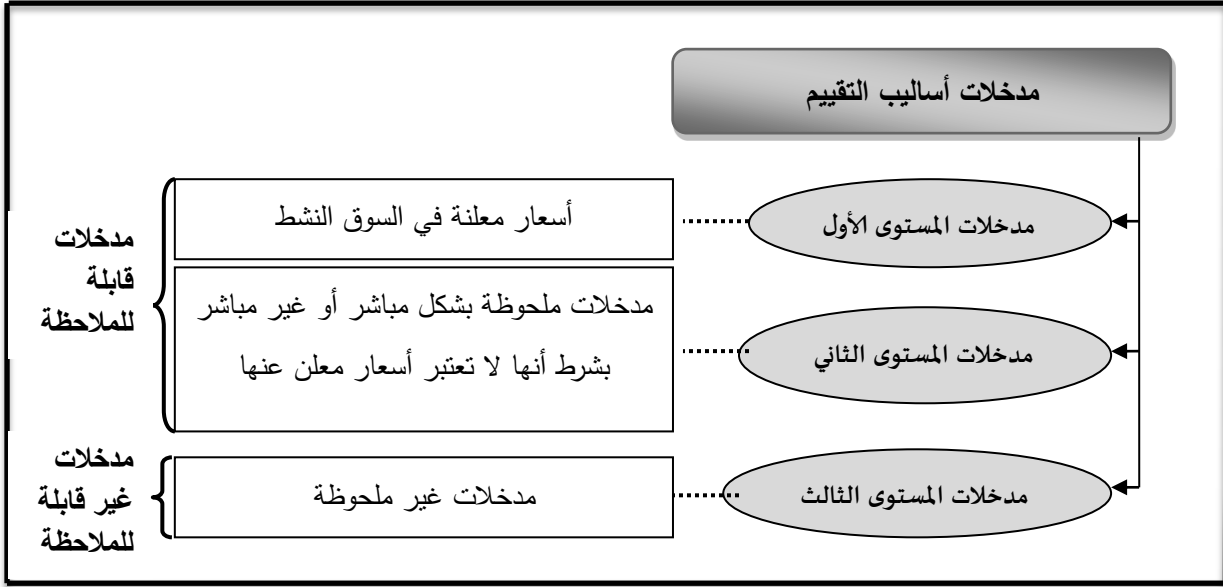 مدخلات أساليب التقييم
مدخلات المستوى الأول
أسعار معلنة في السوق النشط
مدخلات
قابلة
للملاحظة
مدخلات المستوى الثاني
مدخلات ملحوظة بشكل مباشر أو غير مباشر
بشرط أنها لا تعتبر أسعار معلن عنها
مدخلات المستوى الثالث
مدخلات غير ملحوظة
مدخلات
غير قابلة
للملاحظة